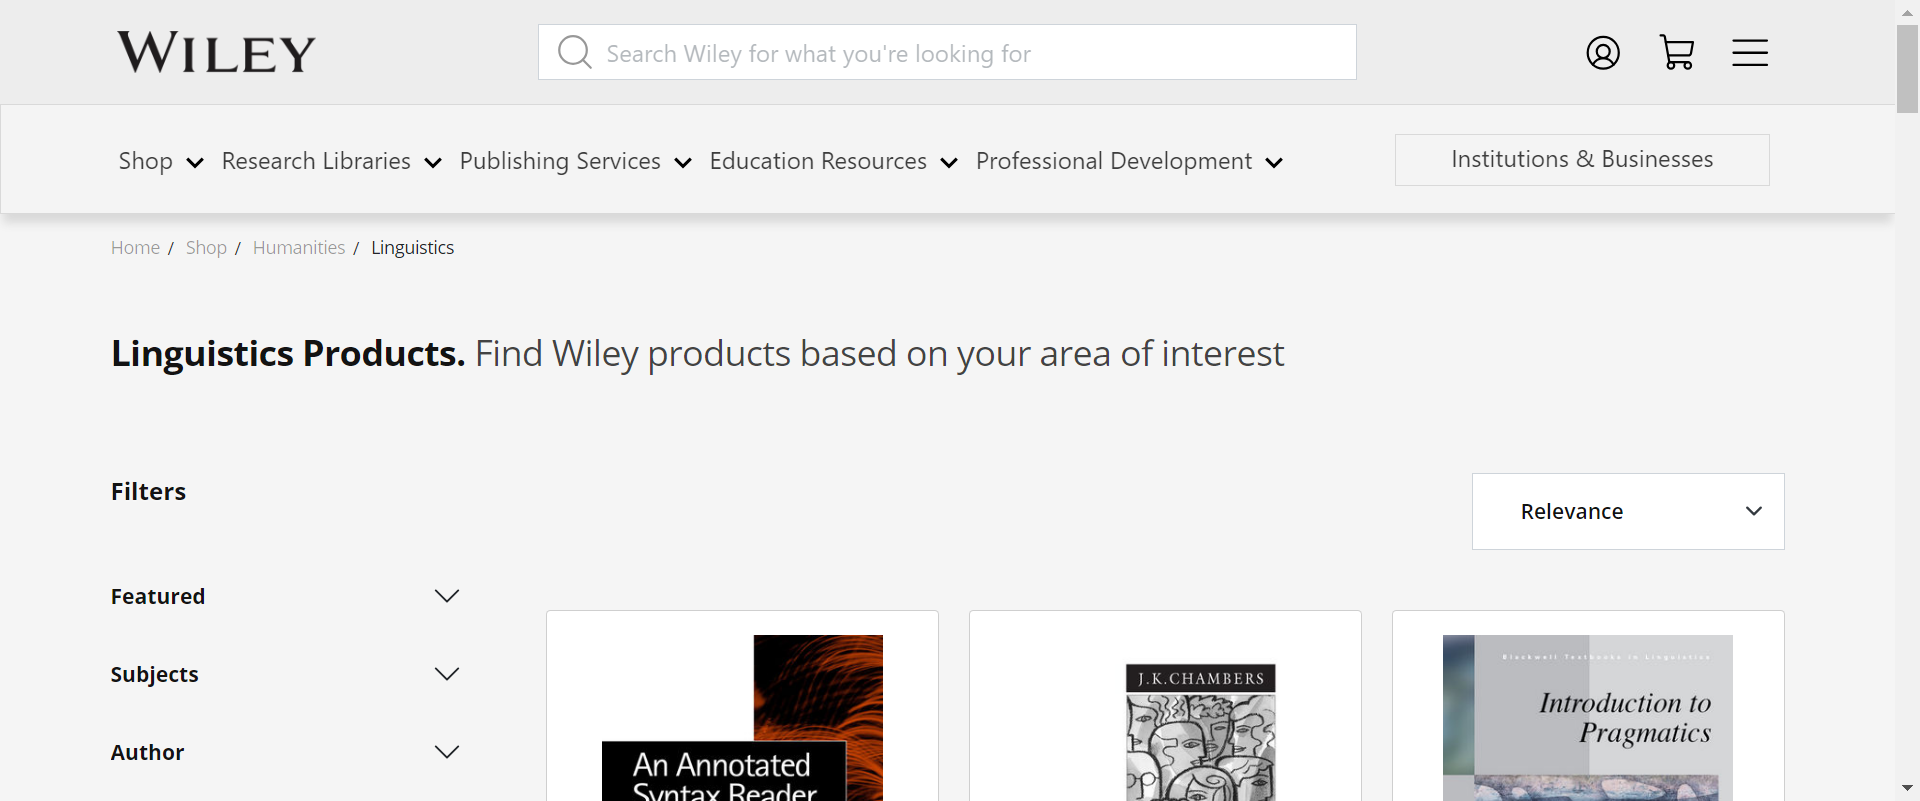 WILEY
Search Wiley for what you're looking for
Shop Research Libraries Publishing Services Education Resources Professional Development Institutions & Businesses
Home / Shop / Humanities / Linguistics
Linguistics Products. Find Wiley products based on your area of interest
Filters
Relevance
Featured
Subjects
Author
An Annotated
Syntax Reader
J.K.CHAMBERS
Blackwell Textbooks in Linguistics
Introduction to
Pragmatics